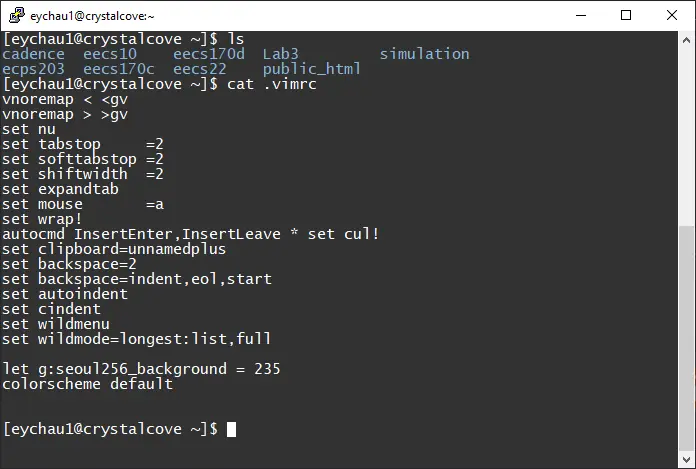 eychau1@crystalcove:~
[eychau1@crystalcove ~]$ ls
cadence  eecs10   eecs170d  Lab3         simulation
ecps203  eecs170c  eecs22    public_html
[eychau1@crystalcove ~]$ cat .vimrc
vnoremap < <gv
vnoremap > >gv
set nu
set tabstop     =2
set softtabstop =2
set shiftwidth  =2
set expandtab
set mouse       =a
set wrap!
autocmd InsertEnter,InsertLeave * set cul!
set clipboard=unnamedplus
set backspace=2
set backspace=indent,eol,start
set autoindent
set cindent
set wildmenu
set wildmode=longest:list,full
let g:seoul256_background = 235
colorscheme default
[eychau1@crystalcove ~]$